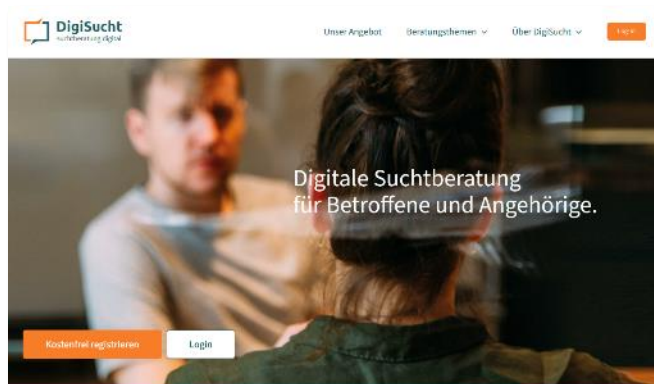 DigiSucht
suchtberatung digital
Unser Angebot
Beratungsthemen
Über DigiSucht
Login
Digitale Suchtberatung
für Betroffene und Angehörige.
Kostenfrei registrieren
Login